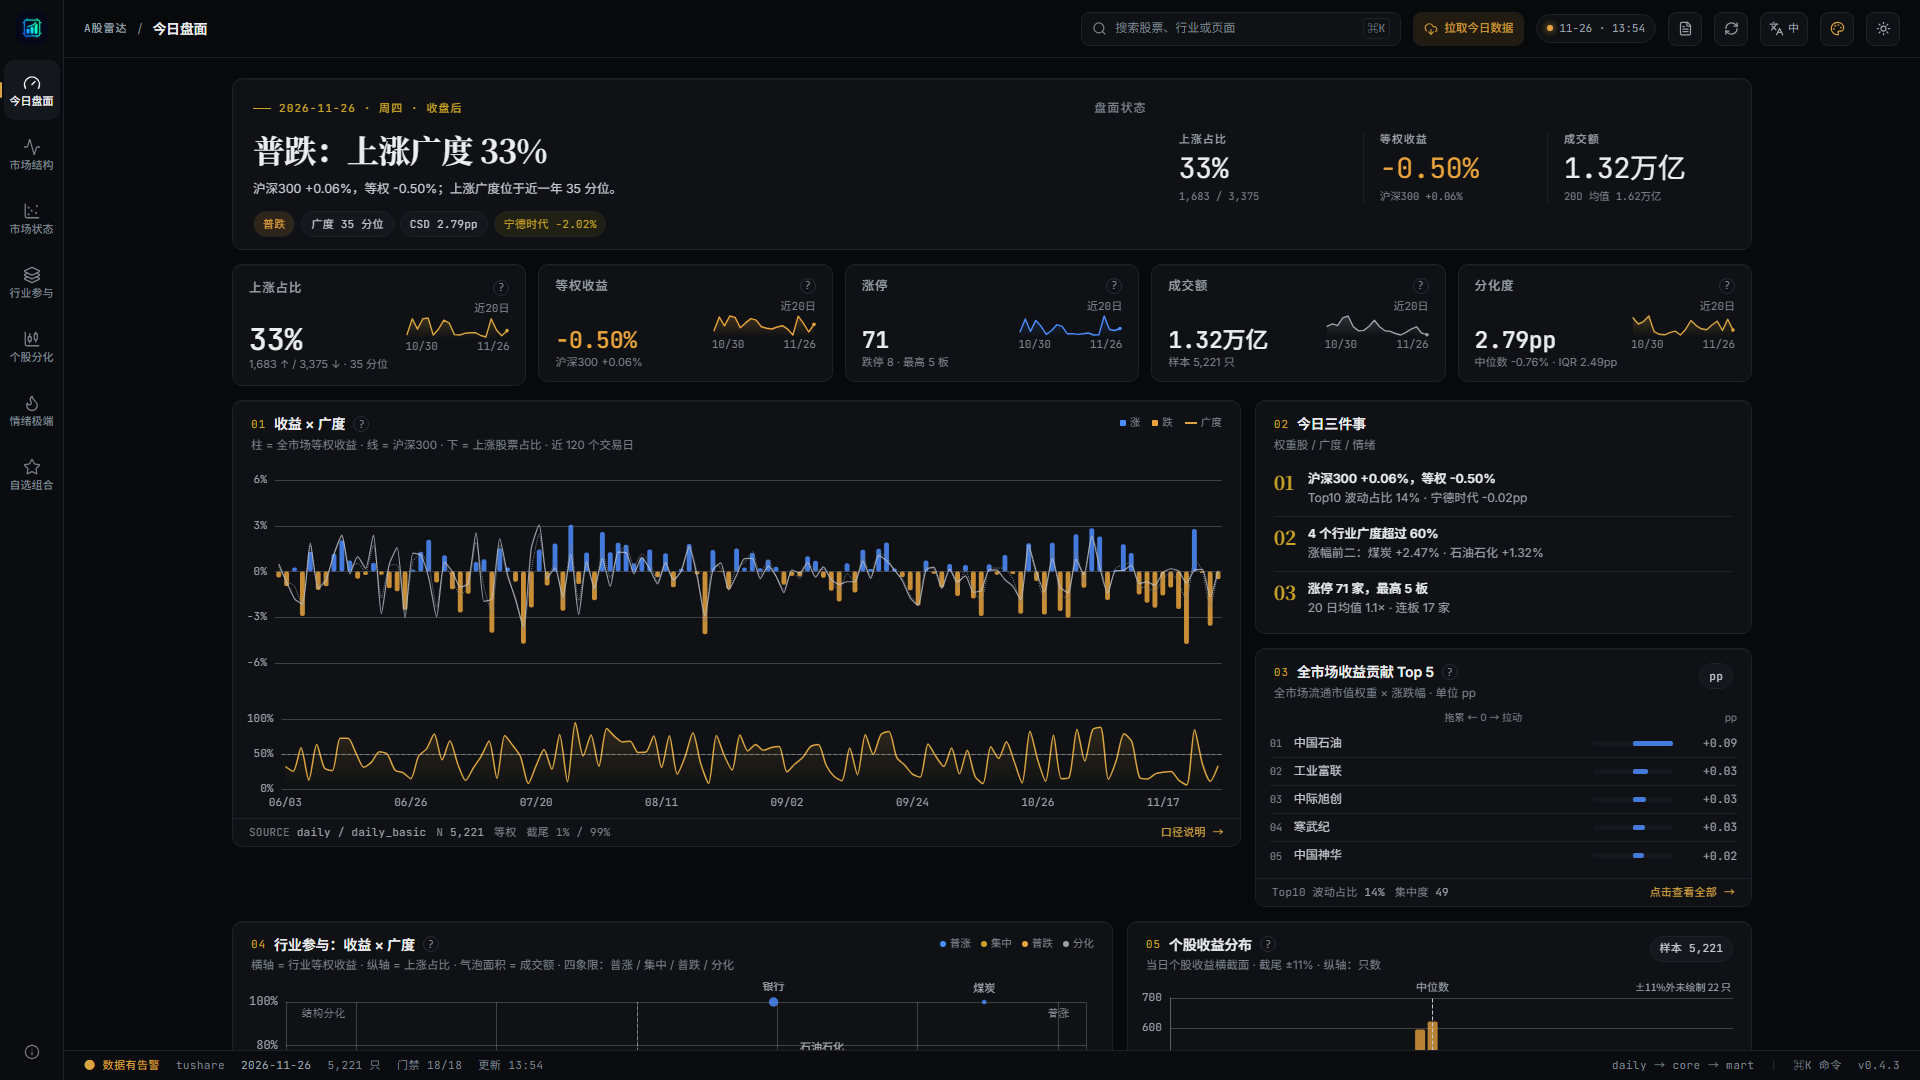 A股雷达 / 今日盘面
搜索股票、行业或页面 ⌘K
拉取今日数据
11-26 · 13:54
中
今日盘面
市场结构
市场状态
行业参与
个股分化
情绪极端
自选组合
2026-11-26 · 周四 · 收盘后
普跌：上涨广度 33%
沪深300 +0.06%，等权 -0.50%；上涨广度位于近一年 35 分位。
普跌 广度 35 分位 CSD 2.79pp 宁德时代 -2.02%
盘面状态
上涨占比
33%
1,683 / 3,375
等权收益
-0.50%
沪深300 +0.06%
成交额
1.32万亿
20D 均值 1.62万亿
上涨占比 ?
近20日
33%
10/30 11/26
1,683 ↑ / 3,375 ↓ · 35 分位
等权收益 ?
近20日
-0.50%
10/30 11/26
沪深300 +0.06%
涨停 ?
近20日
71
10/30 11/26
跌停 8 · 最高 5 板
成交额 ?
近20日
1.32万亿
10/30 11/26
样本 5,221 只
分化度 ?
近20日
2.79pp
10/30 11/26
中位数 -0.76% · IQR 2.49pp
01 收益 × 广度 ?
涨 跌 广度
柱 = 全市场等权收益 · 线 = 沪深300 · 下 = 上涨股票占比 · 近 120 个交易日
6%
3%
0%
-3%
-6%
100%
50%
0%
06/03 06/26 07/20 08/11 09/02 09/24 10/26 11/17
SOURCE daily / daily_basic N 5,221 等权 截尾 1% / 99%
口径说明 →
02 今日三件事
权重股 / 广度 / 情绪
01 沪深300 +0.06%，等权 -0.50%
Top10 波动占比 14% · 宁德时代 -0.02pp
02 4 个行业广度超过 60%
涨幅前二：煤炭 +2.47% · 石油石化 +1.32%
03 涨停 71 家，最高 5 板
20 日均值 1.1× · 连板 17 家
03 全市场收益贡献 Top 5 ?
pp
全市场流通市值权重 × 涨跌幅 · 单位 pp
拖累 ← 0 → 拉动 pp
01 中国石油 +0.09
02 工业富联 +0.03
03 中际旭创 +0.03
04 寒武纪 +0.03
05 中国神华 +0.02
Top10 波动占比 14% 集中度 49
点击查看全部 →
04 行业参与：收益 × 广度 ?
普涨 集中 普跌 分化
横轴 = 行业等权收益 · 纵轴 = 上涨占比 · 气泡面积 = 成交额 · 四象限：普涨 / 集中 / 普跌 / 分化
银行 煤炭
100%
结构分化 普涨
80%
石油石化
05 个股收益分布 ?
样本 5,221
当日个股收益横截面 · 截尾 ±11% · 纵轴：只数
中位数 ±11%外未绘制 22 只
700
600
数据有告警 tushare 2026-11-26 5,221 只 门禁 18/18 更新 13:54
daily → core → mart ⌘K 命令 v0.4.3